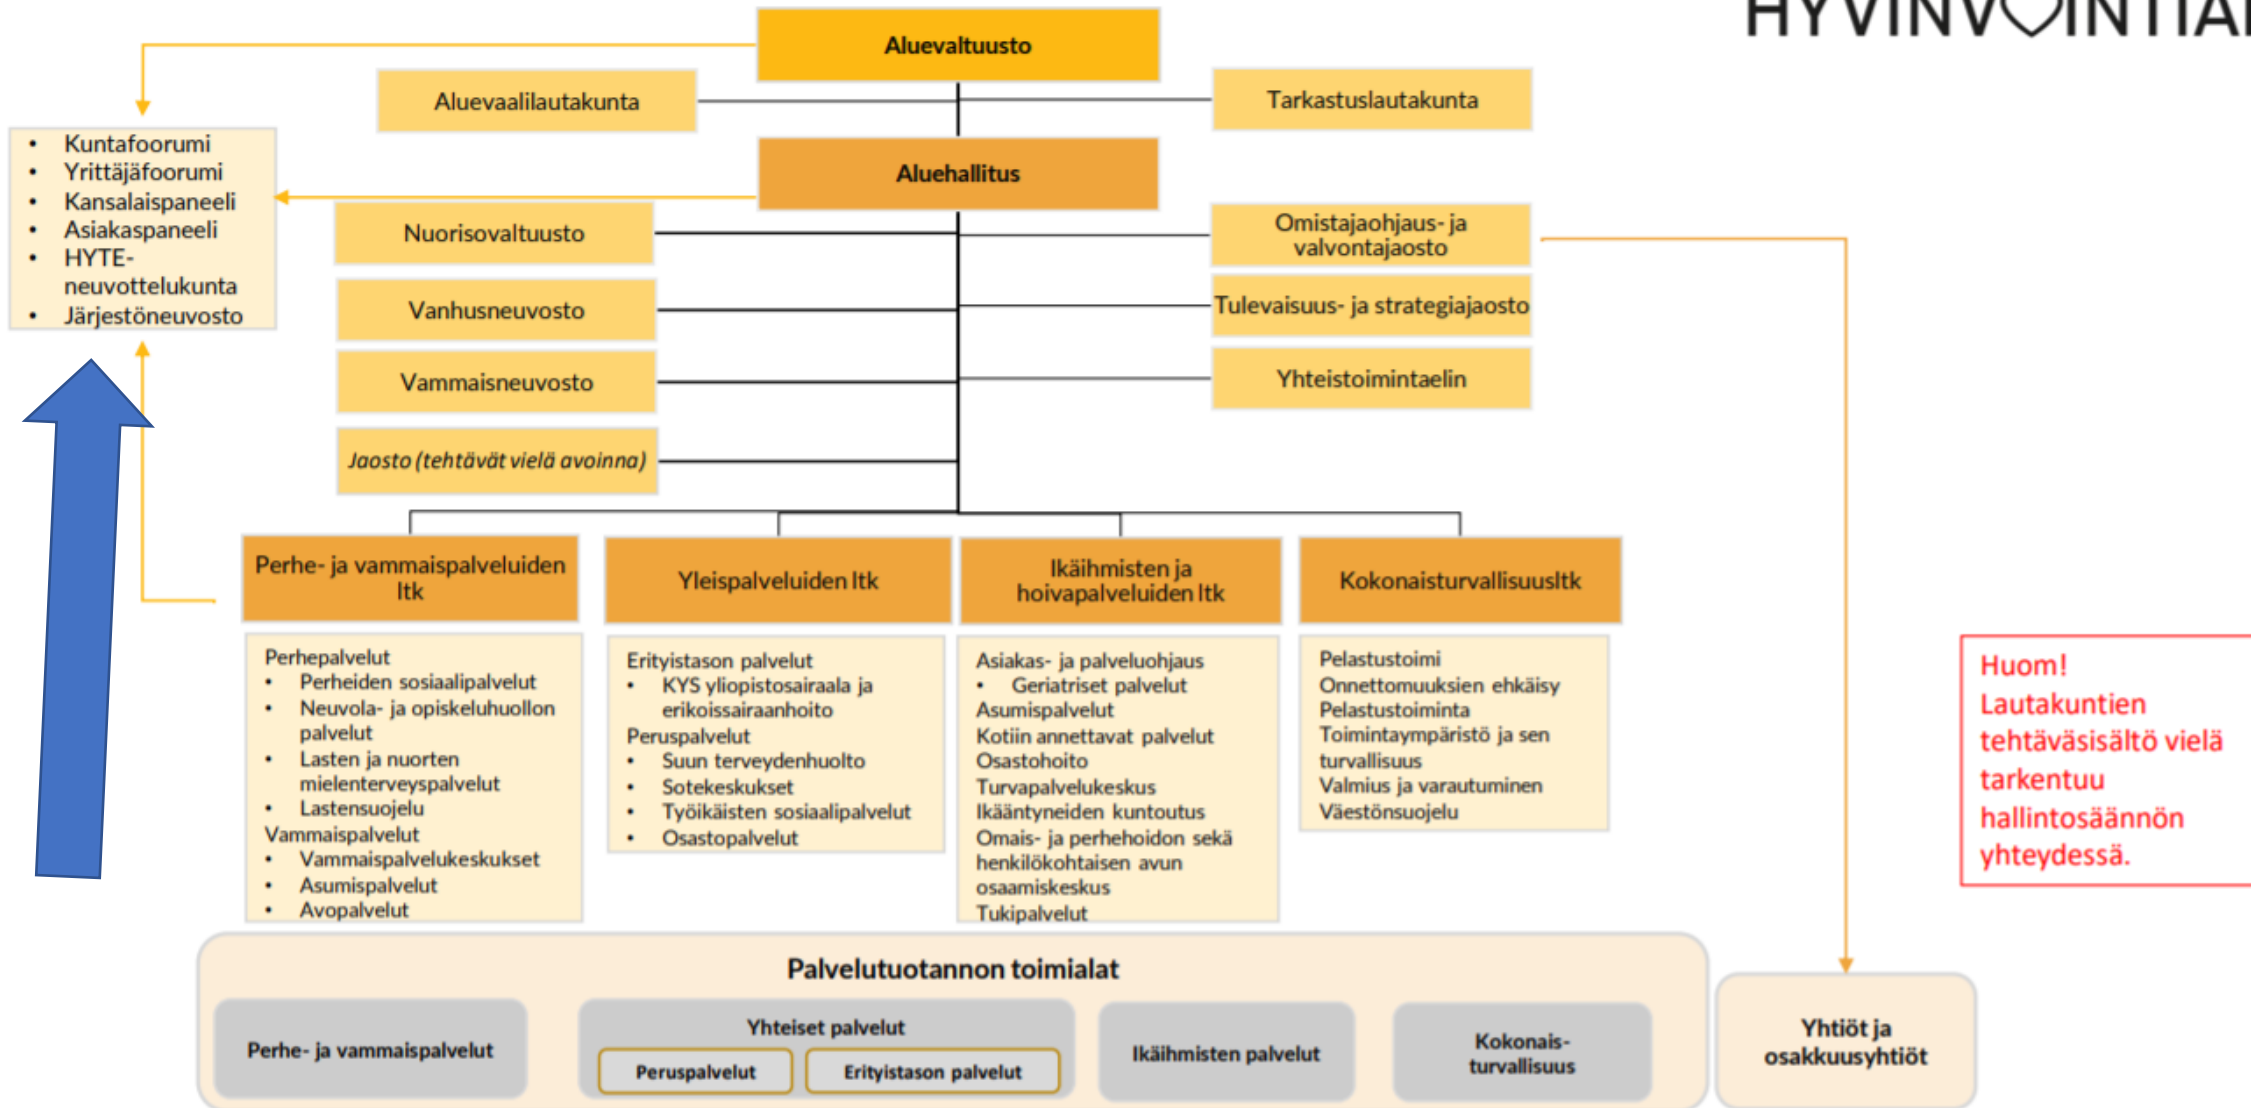 HYVINV INTIA
Aluevaltuusto
Aluevaalilautakunta
Tarkastuslautakunta
• Kuntafoorumi
• Yrittäjäfoorumi
• Kansalaispaneeli
• Asiakaspaneeli
• HYTE-
neuvottelukunta
• Järjestöneuvosto
Aluehallitus
Nuorisovaltuusto
Omistajaohjaus- ja
valvontajaosto
Vanhusneuvosto
Tulevaisuus- ja strategiajaosto
Vammaisneuvosto
Yhteistoimintaelin
Jaosto (tehtävät vielä avoinna)
Perhe- ja vammaispalveluiden
ltk
Yleispalveluiden ltk
Ikäihmisten ja
hoivapalveluiden ltk
Kokonaisturvallisuusltk
Perhepalvelut
• Perheiden sosiaalipalvelut
• Neuvola- ja opiskeluhuollon
palvelut
• Lasten ja nuorten
mielenterveyspalvelut
• Lastensuojelu
Vammaispalvelut
• Vammaispalvelukeskukset
• Asumispalvelut
• Avopalvelut
Erityistason palvelut
• KYS yliopistosairaala ja
erikoissairaanhoito
Peruspalvelut
• Suun terveydenhuolto
• Sotekeskukset
• Työikäisten sosiaalipalvelut
• Osastopalvelut
Asiakas- ja palveluohjaus
• Geriatriset palvelut
Asumispalvelut
Kotiin annettavat palvelut
Osastohoito
Turvapalvelukeskus
Ikääntyneiden kuntoutus
Omais- ja perhehoidon sekä
henkilökohtaisen avun
osaamiskeskus
Tukipalvelut
Pelastustoimi
Onnettomuuksien ehkäisy
Pelastustoiminta
Toimintaympäristö ja sen
turvallisuus
Valmius ja varautuminen
Väestönsuojelu
Huom!
Lautakuntien
tehtäväsisältö vielä
tarkentuu
hallintosäännön
yhteydessä.
Palvelutuotannon toimialat
Perhe- ja vammaispalvelut
Yhteiset palvelut
Peruspalvelut
Erityistason palvelut
Ikäihmisten palvelut
Kokonais-
turvallisuus
Yhtiöt ja
osakkuusyhtiöt